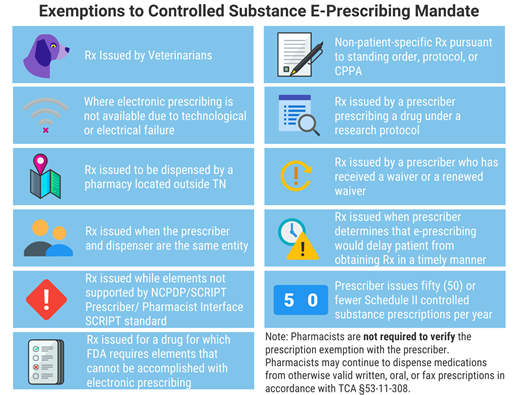 Exemptions to Controlled Substance E-Prescribing Mandate
Rx Issued by Veterinarians
Where electronic prescribing is
not available due to technological
or electrical failure
Rx issued to be dispensed by a
pharmacy located outside TN
Rx issued when the prescriber
and dispenser are the same entity
Rx issued while elements not
supported by NCPDP/SCRIPT
Prescriber/ Pharmacist Interface
SCRIPT standard
Rx issued for a drug for which
FDA requires elements that
cannot be accomplished with
electronic prescribing
Non-patient-specific Rx pursuant
to standing order, protocol, or
CPPA
Rx issued by a prescriber
prescribing a drug under a
research protocol
Rx issued by a prescriber who has
received a waiver or a renewed
waiver
Rx issued when prescriber
determines that e-prescribing
would delay patient from
obtaining Rx in a timely manner
5 0
Prescriber issues fifty (50) or
fewer Schedule II controlled
substance prescriptions per year
Note: Pharmacists are not required to verify the
prescription exemption with the prescriber.
Pharmacists may continue to dispense medications
from otherwise valid written, oral, or fax prescriptions in
accordance with TCA §53-11-308.